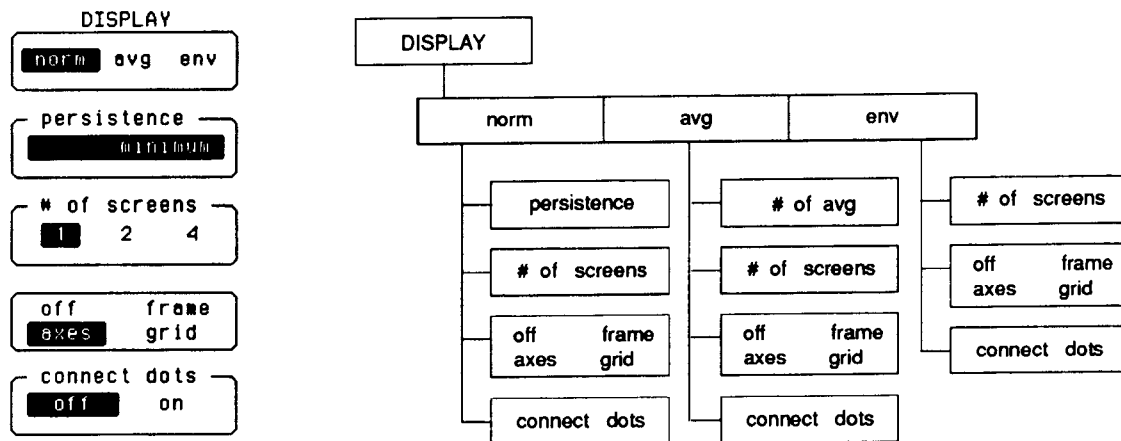 DISPLAY
norm avg env
persistence
minimum
# of screens
1 2 4
off frame
axes grid
connect dots
off on
DISPLAY
norm avg env
persistence
# of screens
off frame
axes grid
connect dots
# of avg
# of screens
off frame
axes grid
connect dots
# of screens
off frame
axes grid
connect dots